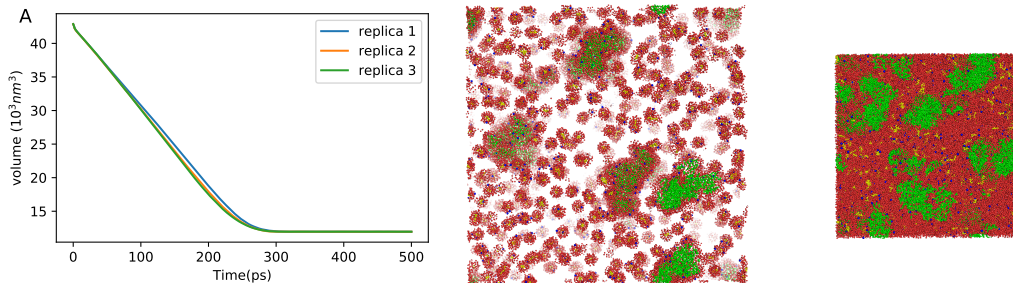 A
volume (10³nm³)
40
35
30
25
20
15
replica 1
replica 2
replica 3
0 100 200 300 400 500
Time(ps)